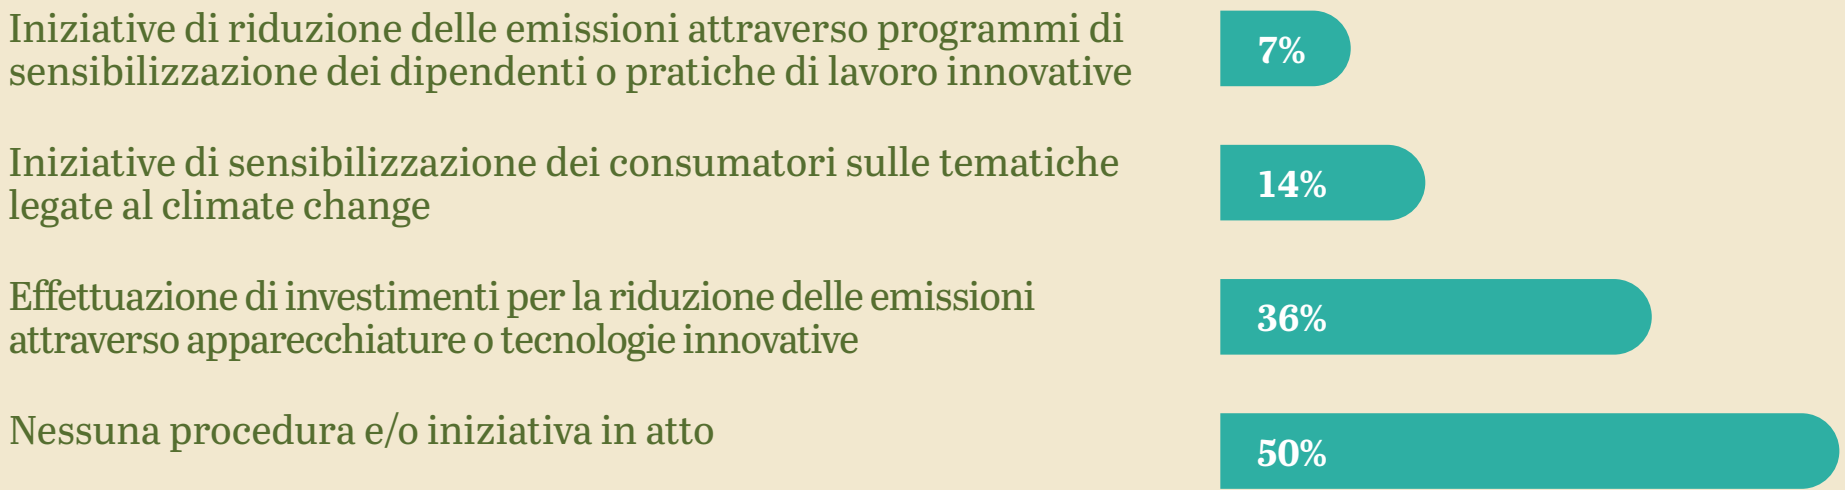 Iniziative di riduzione delle emissioni attraverso programmi di
sensibilizzazione dei dipendenti o pratiche di lavoro innovative
7%
Iniziative di sensibilizzazione dei consumatori sulle tematiche
legate al climate change
14%
Effettuazione di investimenti per la riduzione delle emissioni
attraverso apparecchiature o tecnologie innovative
36%
Nessuna procedura e/o iniziativa in atto
50%